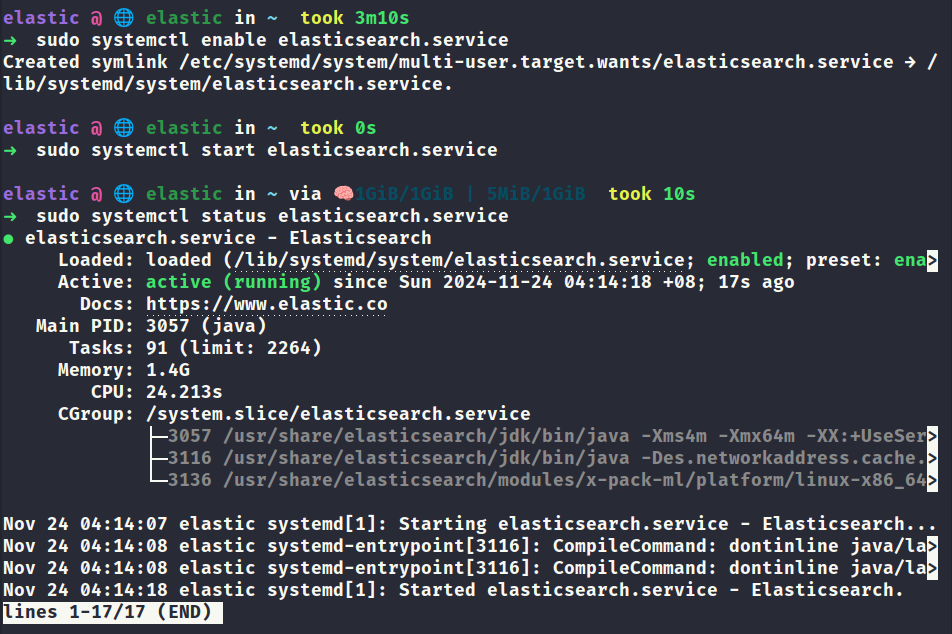 elastic @ 🌐 elastic in ~  took 3m10s
➜  sudo systemctl enable elasticsearch.service
Created symlink /etc/systemd/system/multi-user.target.wants/elasticsearch.service → /
lib/systemd/system/elasticsearch.service.
elastic @ 🌐 elastic in ~  took 0s
➜  sudo systemctl start elasticsearch.service
elastic @ 🌐 elastic in ~ via 🧠1GiB/1GiB | 5MiB/1GiB  took 10s
➜  sudo systemctl status elasticsearch.service
● elasticsearch.service - Elasticsearch
     Loaded: loaded (/lib/systemd/system/elasticsearch.service; enabled; preset: ena>
     Active: active (running) since Sun 2024-11-24 04:14:18 +08; 17s ago
       Docs: https://www.elastic.co
   Main PID: 3057 (java)
      Tasks: 91 (limit: 2264)
     Memory: 1.4G
        CPU: 24.213s
     CGroup: /system.slice/elasticsearch.service
             ├─3057 /usr/share/elasticsearch/jdk/bin/java -Xms4m -Xmx64m -XX:+UseSer>
             ├─3116 /usr/share/elasticsearch/jdk/bin/java -Des.networkaddress.cache.>
             └─3136 /usr/share/elasticsearch/modules/x-pack-ml/platform/linux-x86_64>
Nov 24 04:14:07 elastic systemd[1]: Starting elasticsearch.service - Elasticsearch...
Nov 24 04:14:08 elastic systemd-entrypoint[3116]: CompileCommand: dontinline java/la>
Nov 24 04:14:08 elastic systemd-entrypoint[3116]: CompileCommand: dontinline java/la>
Nov 24 04:14:18 elastic systemd[1]: Started elasticsearch.service - Elasticsearch.
lines 1-17/17 (END)